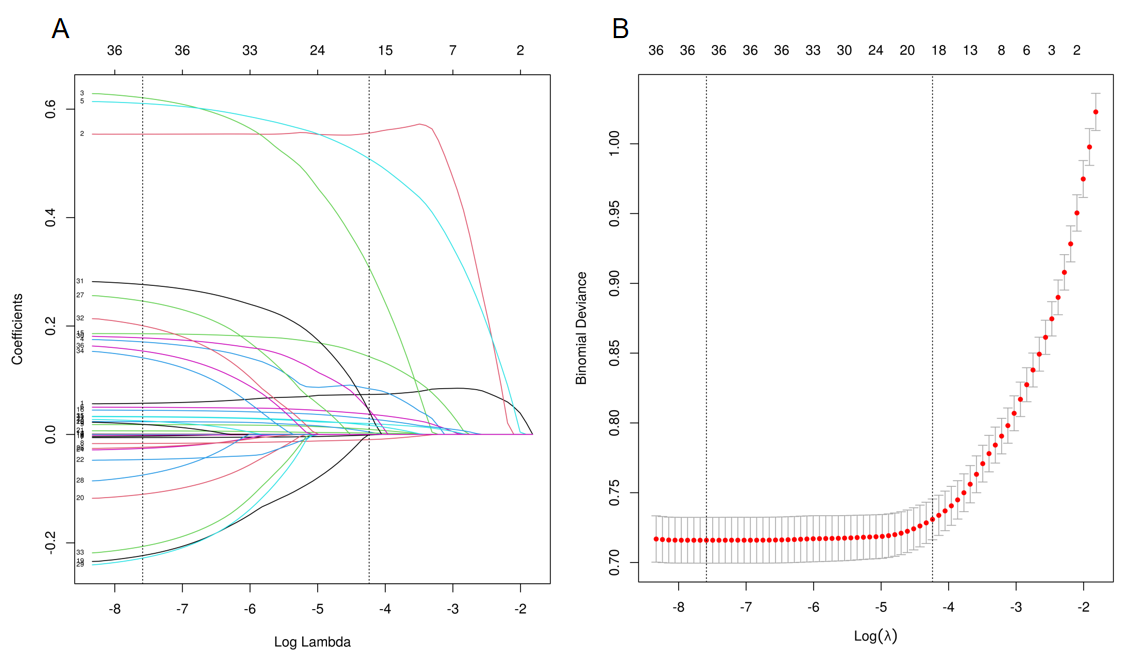 A
B
36 36 33 24 15 7 2
36 36 36 36 36 33 30 24 20 18 13 8 6 3 2
Coefficients
0.6
0.4
0.2
0.0
-0.2
3
5
2
31
27
32
4
36
34
1
22
28
20
33
29
-8 -7 -6 -5 -4 -3 -2
Log Lambda
Binomial Deviance
1.00
0.95
0.90
0.85
0.80
0.75
0.70
-8 -7 -6 -5 -4 -3 -2
Log(λ)